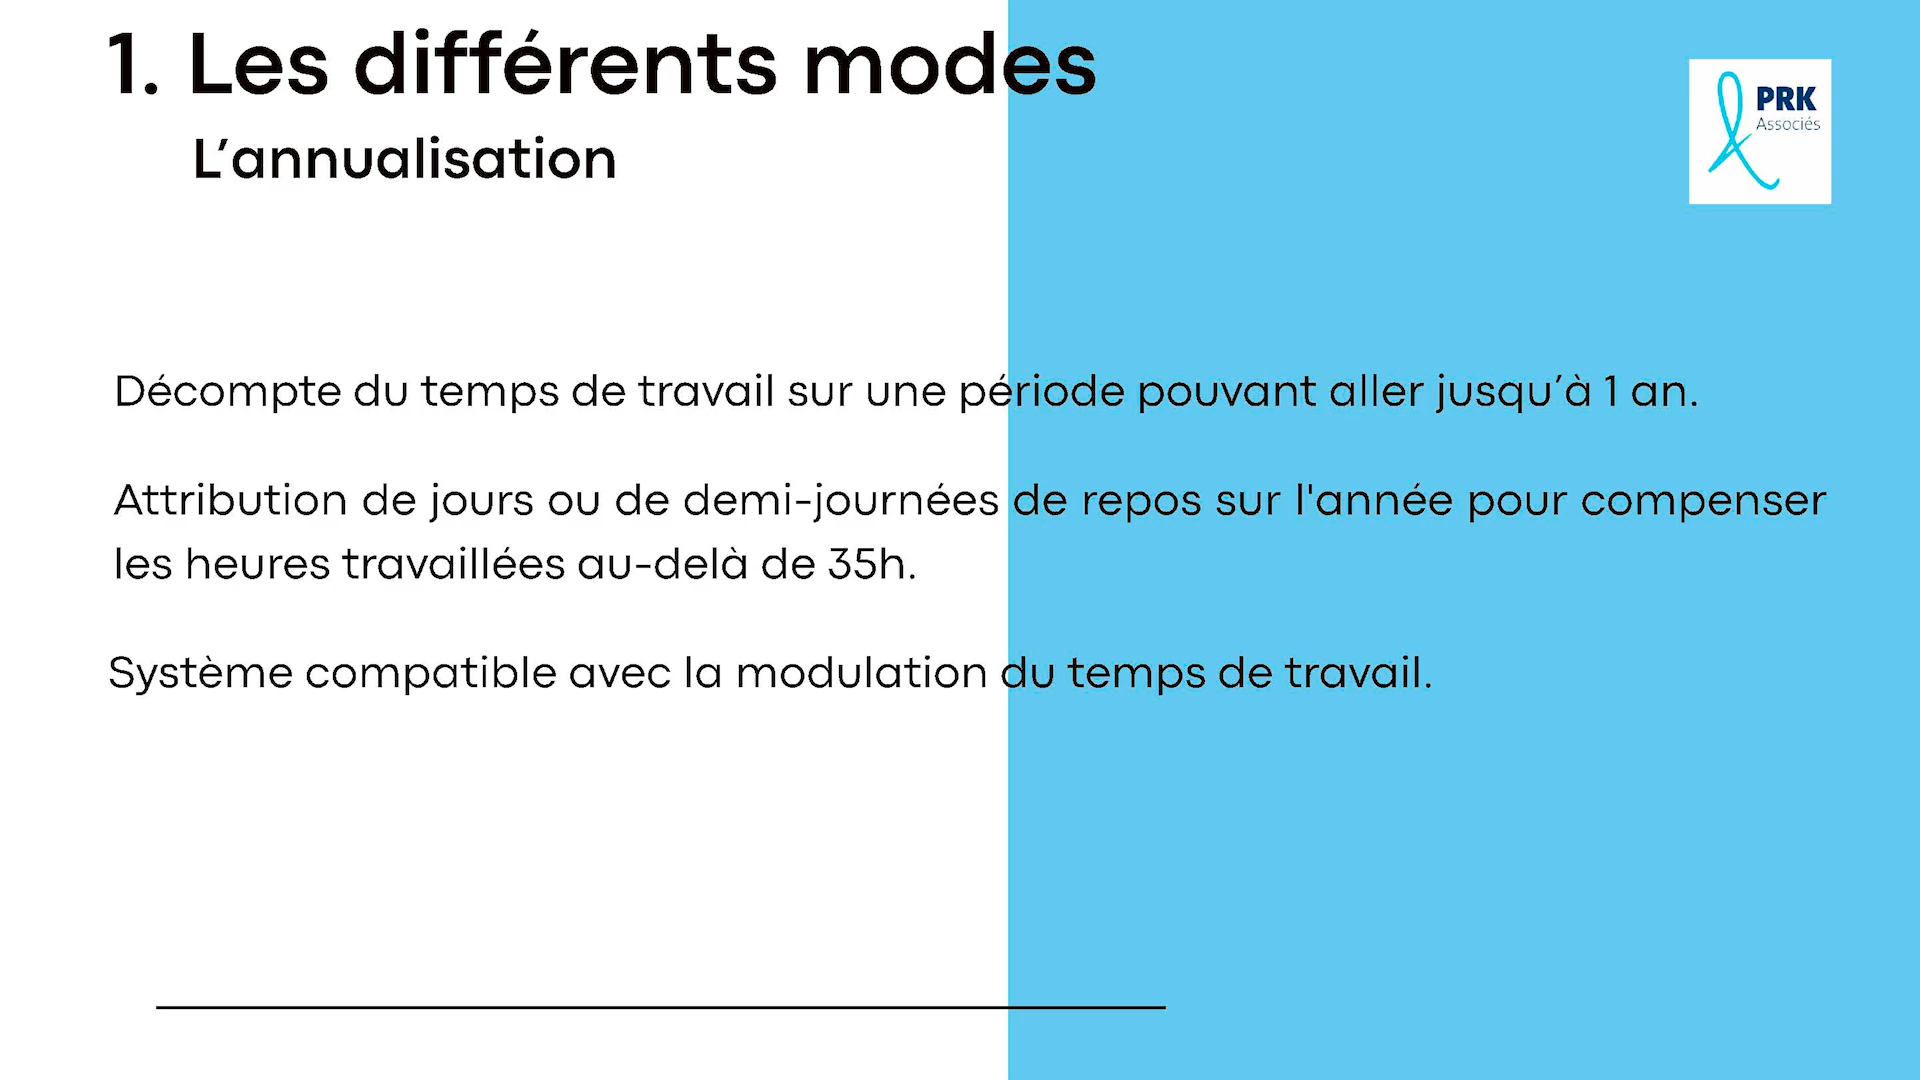 1. Les différents modes
L’annualisation
PRK
Associés
Décompte du temps de travail sur une période pouvant aller jusqu’à 1 an.
Attribution de jours ou de demi-journées de repos sur l'année pour compenser
les heures travaillées au-delà de 35h.
Système compatible avec la modulation du temps de travail.